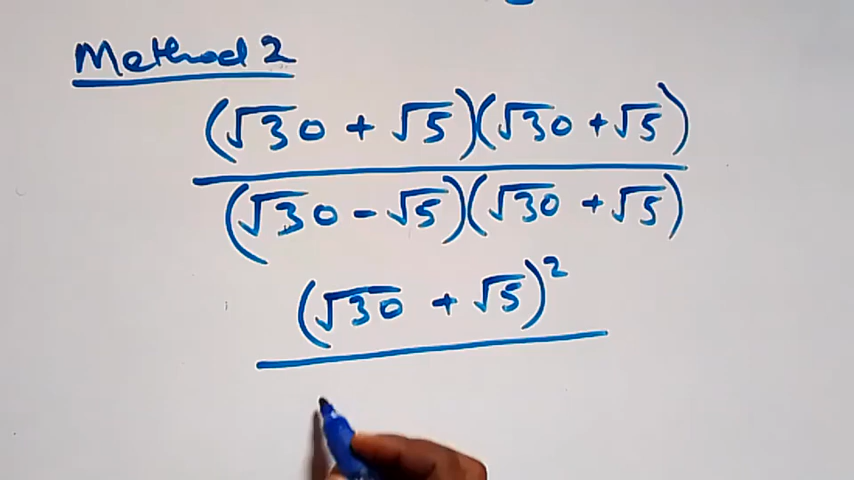 Method 2
(√30 + √5)(√30 + √5)
(√30 - √5)(√30 + √5)
(√30 + √5)²